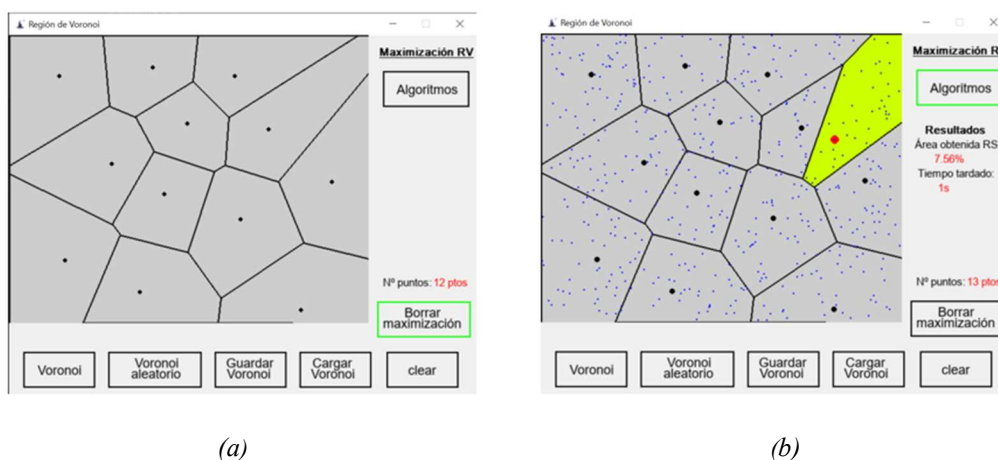 Región de Voronoi
Maximización RV
Algoritmos
Nº puntos: 12 ptos
Borrar
maximización
Voronoi
Voronoi
aleatorio
Guardar
Voronoi
Cargar
Voronoi
clear
(a)
Región de Voronoi
Maximización R
Algoritmos
Resultados
Área obtenida RS
7.56%
Tiempo tardado:
1s
Nº puntos: 13 ptos
Borrar
maximización
Voronoi
Voronoi
aleatorio
Guardar
Voronoi
Cargar
Voronoi
clear
(b)